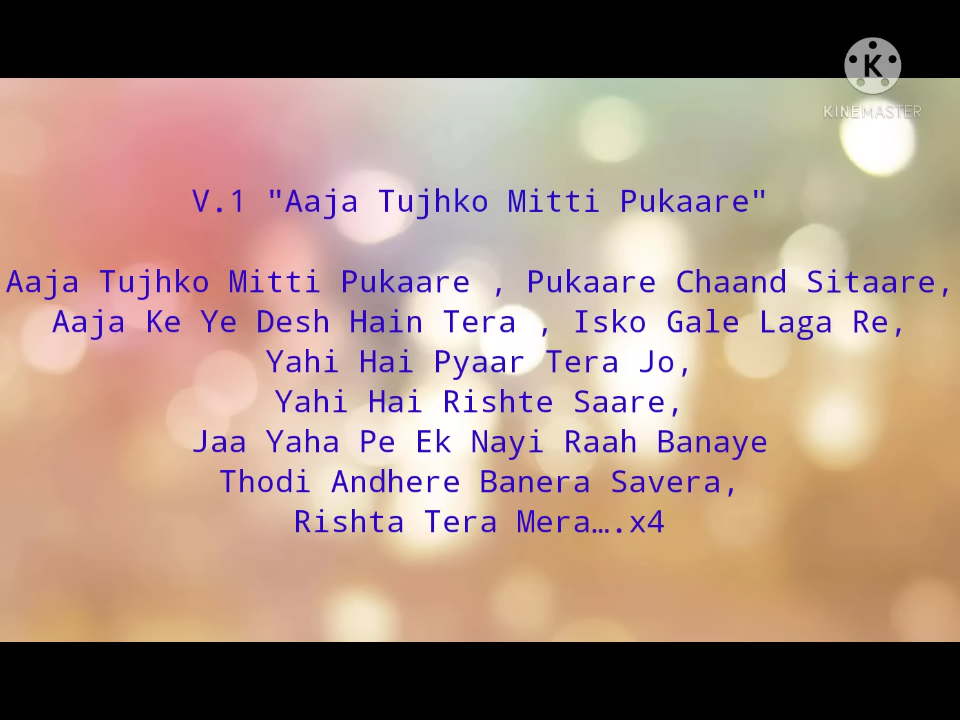 KINEMASTER
V.1 "Aaja Tujhko Mitti Pukaare"
Aaja Tujhko Mitti Pukaare , Pukaare Chaand Sitaare,
Aaja Ke Ye Desh Hain Tera , Isko Gale Laga Re,
Yahi Hai Pyaar Tera Jo,
Yahi Hai Rishte Saare,
Jaa Yaha Pe Ek Nayi Raah Banaye
Thodi Andhere Banera Savera,
Rishta Tera Mera….x4